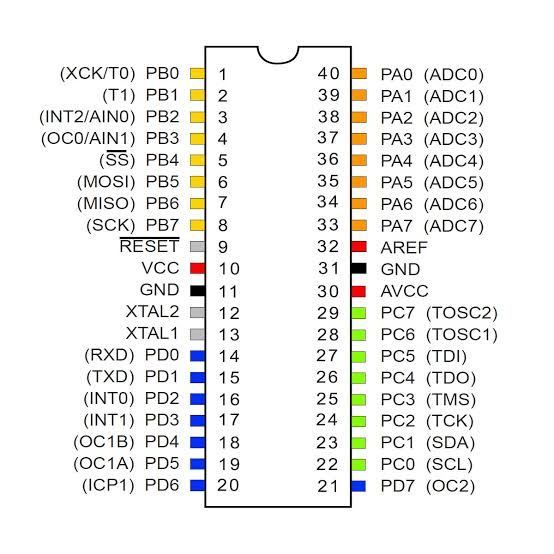 (XCK/T0) PB0 1 40 PA0 (ADC0)
(T1) PB1 2 39 PA1 (ADC1)
(INT2/AIN0) PB2 3 38 PA2 (ADC2)
(OC0/AIN1) PB3 4 37 PA3 (ADC3)
(SS) PB4 5 36 PA4 (ADC4)
(MOSI) PB5 6 35 PA5 (ADC5)
(MISO) PB6 7 34 PA6 (ADC6)
(SCK) PB7 8 33 PA7 (ADC7)
RESET 9 32 AREF
VCC 10 31 GND
GND 11 30 AVCC
XTAL2 12 29 PC7 (TOSC2)
XTAL1 13 28 PC6 (TOSC1)
(RXD) PD0 14 27 PC5 (TDI)
(TXD) PD1 15 26 PC4 (TDO)
(INT0) PD2 16 25 PC3 (TMS)
(INT1) PD3 17 24 PC2 (TCK)
(OC1B) PD4 18 23 PC1 (SDA)
(OC1A) PD5 19 22 PC0 (SCL)
(ICP1) PD6 20 21 PD7 (OC2)